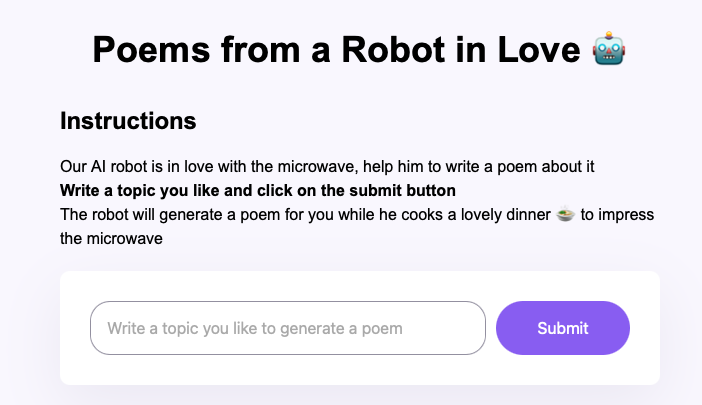 Poems from a Robot in Love 🤖
Instructions
Our AI robot is in love with the microwave, help him to write a poem about it
Write a topic you like and click on the submit button
The robot will generate a poem for you while he cooks a lovely dinner 🍲 to impress
the microwave
Write a topic you like to generate a poem
Submit